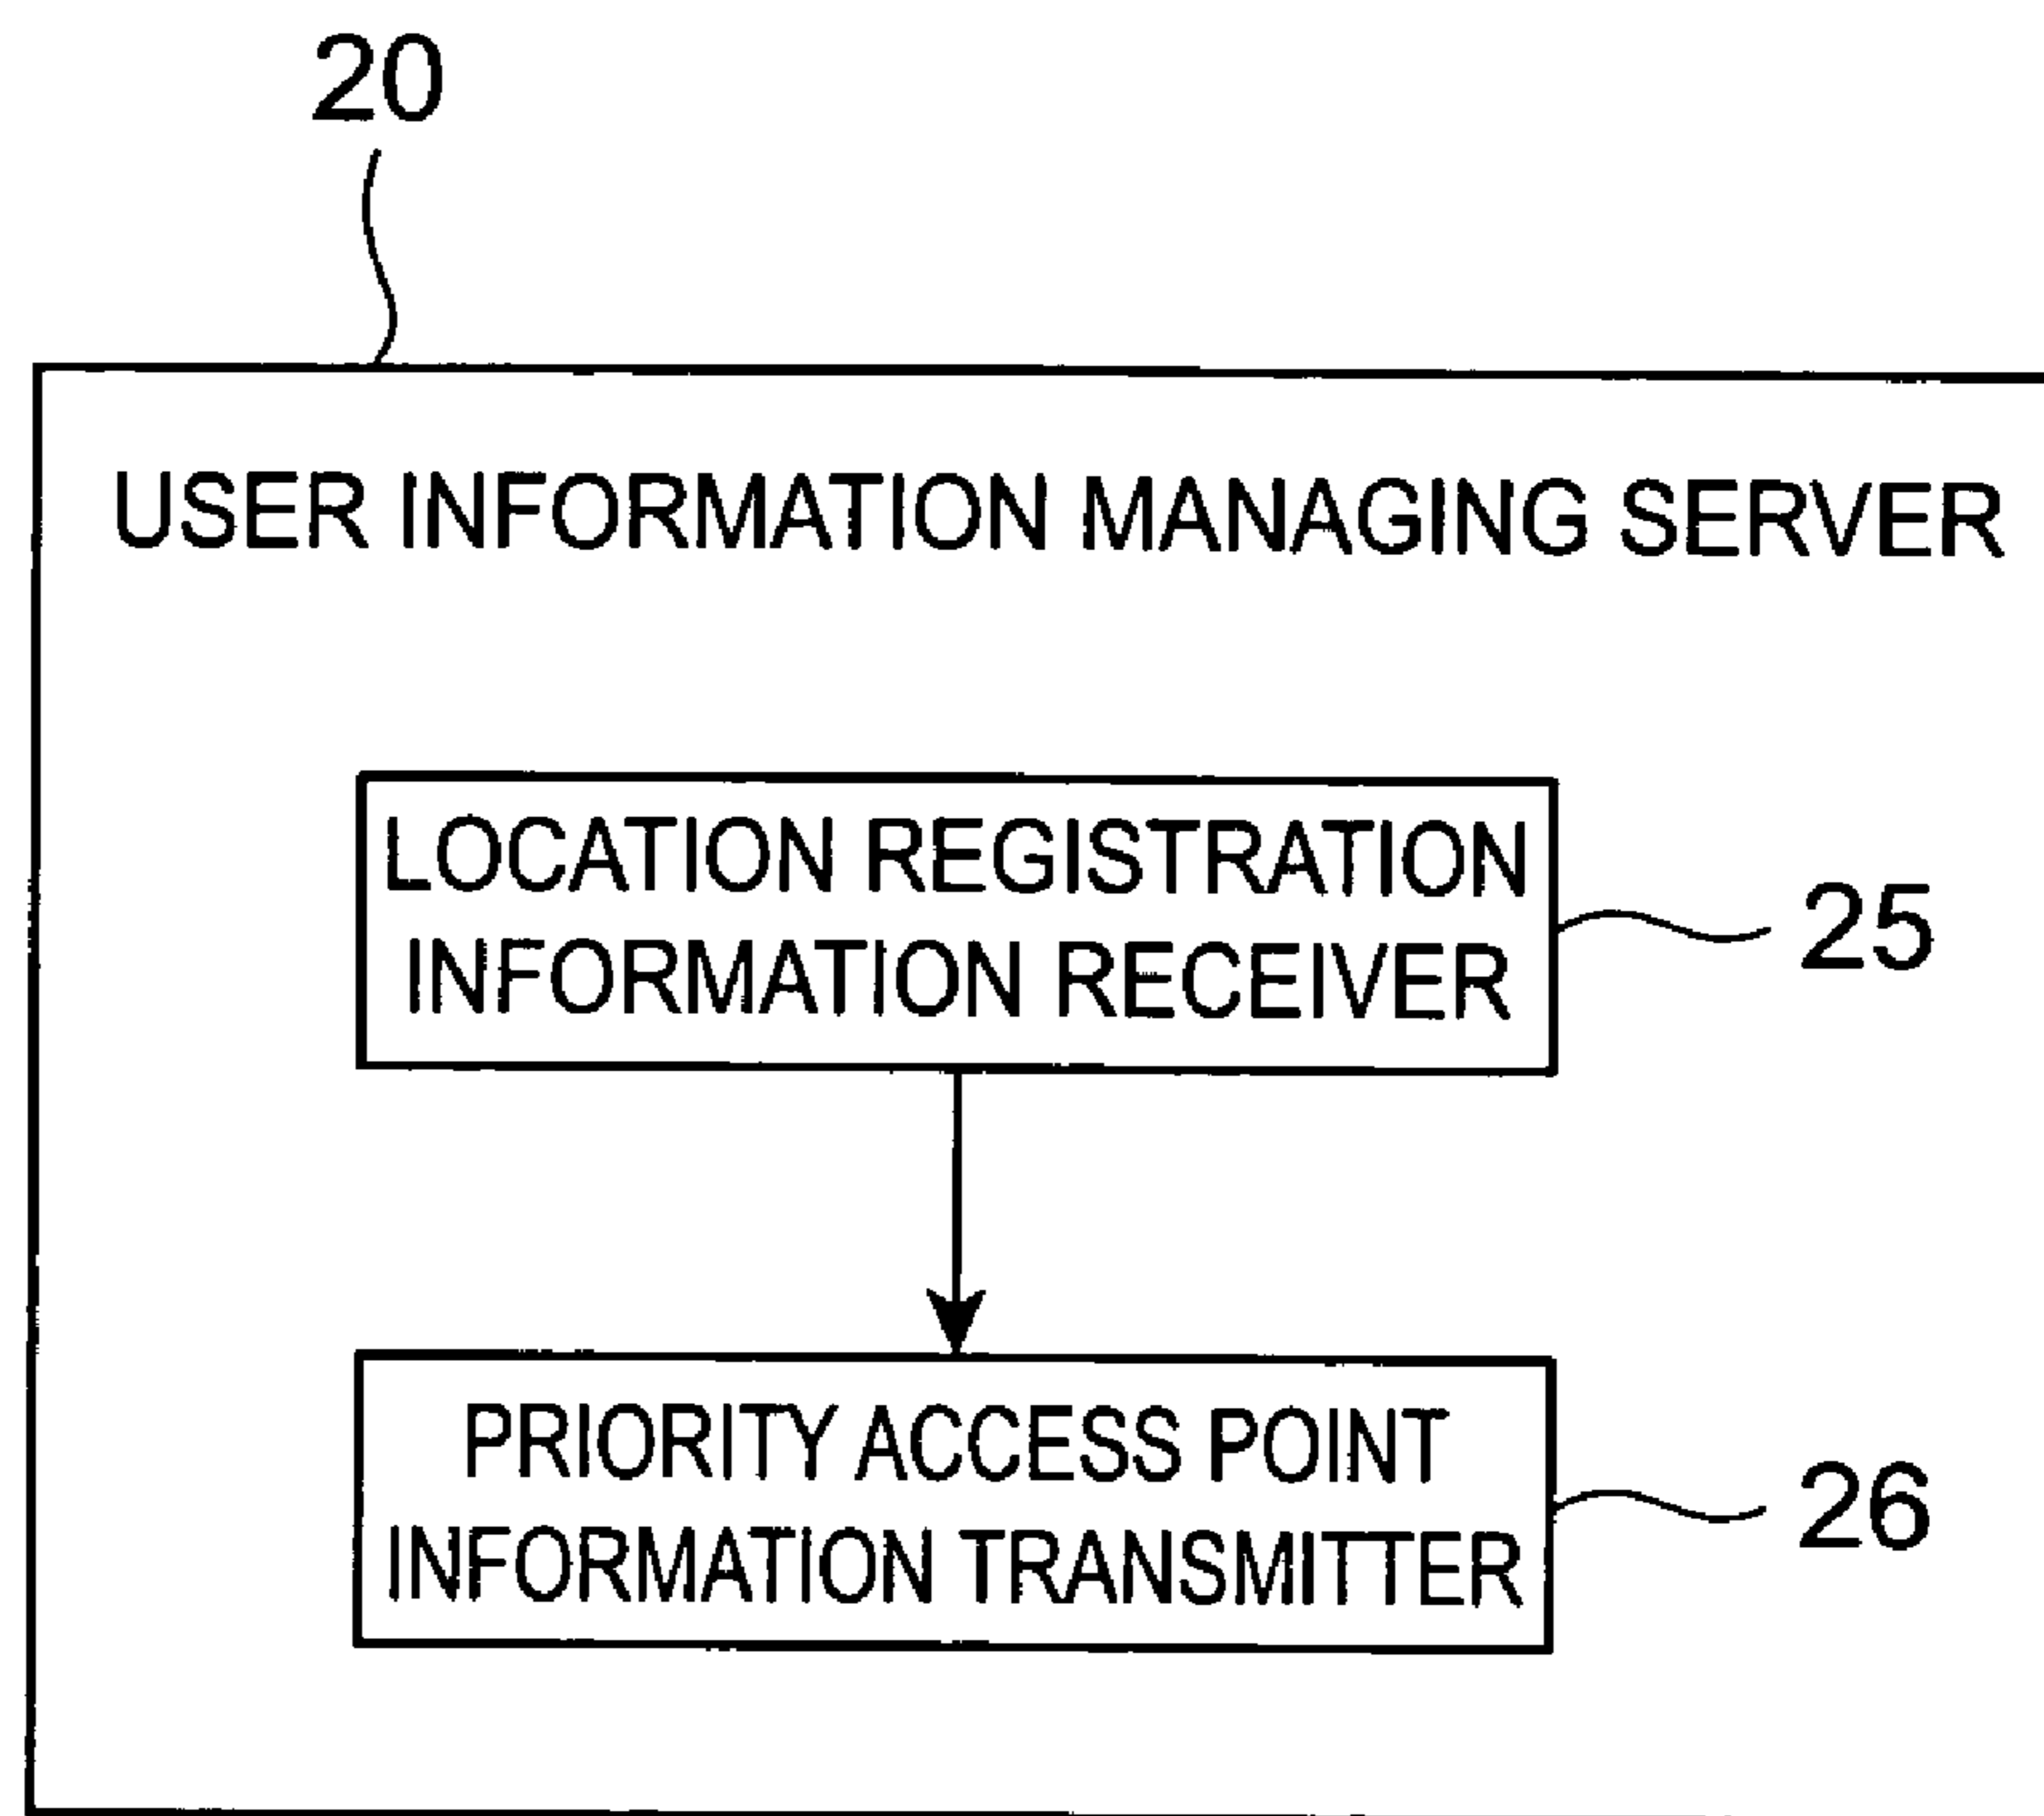 20
USER INFORMATION MANAGING SERVER
LOCATION REGISTRATION
INFORMATION RECEIVER
25
PRIORITY ACCESS POINT
INFORMATION TRANSMITTER
26